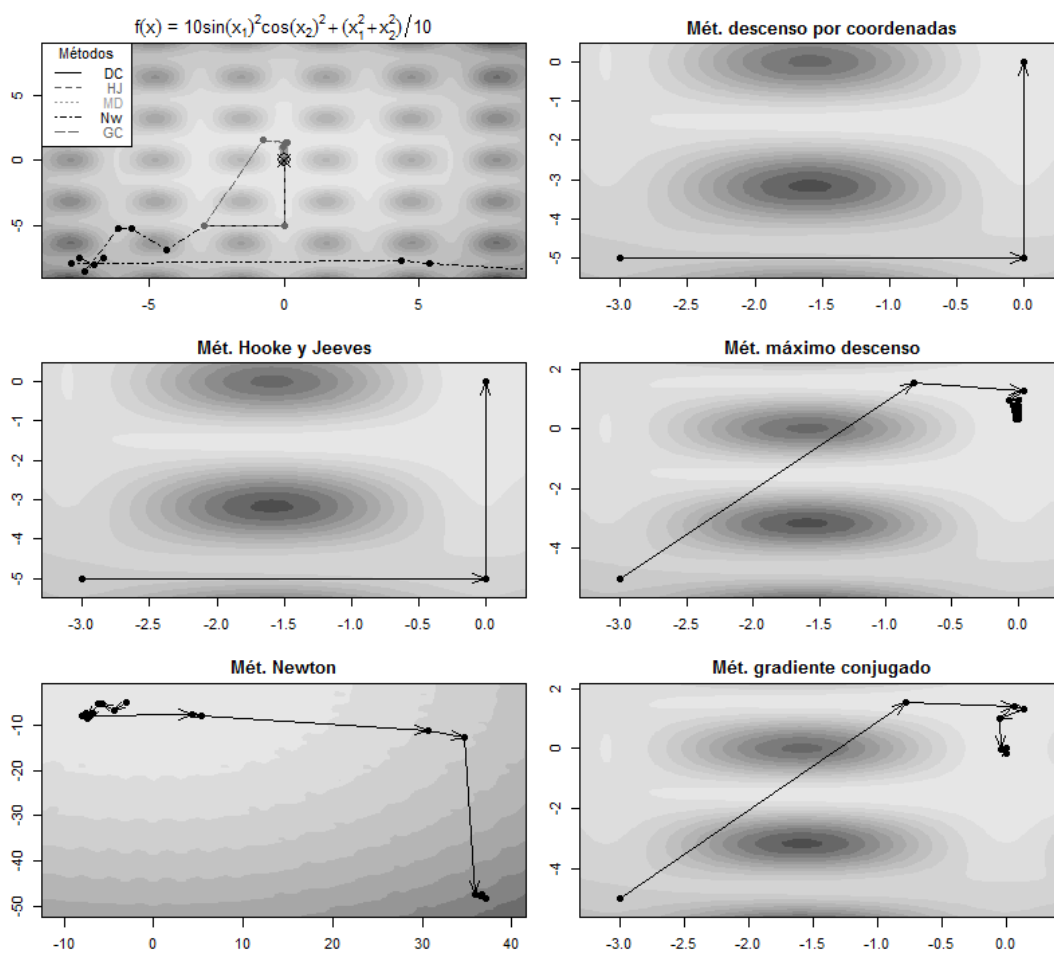 f(x) = 10sin(x₁)²cos(x₂)² + (x₁²+x₂²)/10
Métodos
DC
HJ
MD
Nw
GC
5
0
-5
-5 0 5
Mét. descenso por coordenadas
0
-1
-2
-3
-4
-5
-3.0 -2.5 -2.0 -1.5 -1.0 -0.5 0.0
Mét. Hooke y Jeeves
0
-1
-2
-3
-4
-5
-3.0 -2.5 -2.0 -1.5 -1.0 -0.5 0.0
Mét. máximo descenso
2
0
-2
-4
-3.0 -2.5 -2.0 -1.5 -1.0 -0.5 0.0
Mét. Newton
-10
-20
-30
-40
-50
-10 0 10 20 30 40
Mét. gradiente conjugado
2
0
-2
-4
-3.0 -2.5 -2.0 -1.5 -1.0 -0.5 0.0